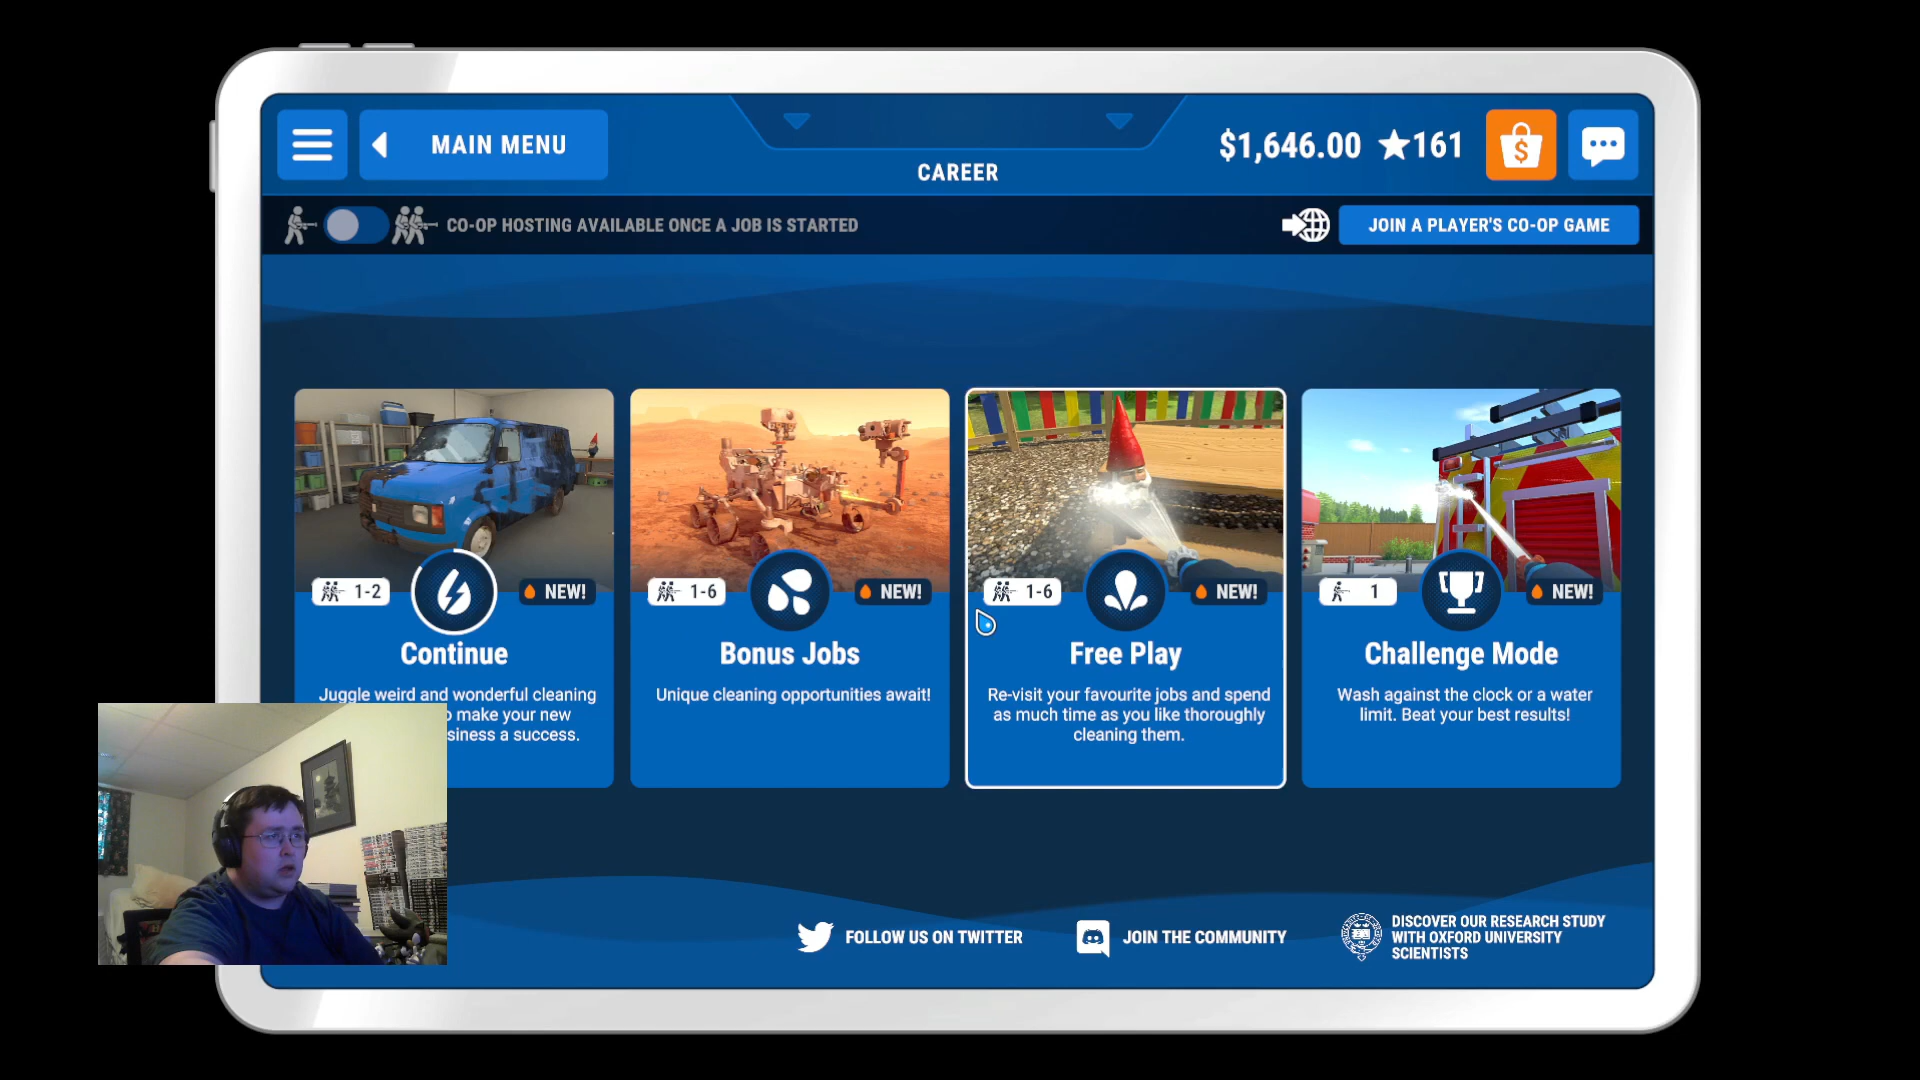 MAIN MENU
CAREER
$1,646.00 ★161
CO-OP HOSTING AVAILABLE ONCE A JOB IS STARTED
JOIN A PLAYER'S CO-OP GAME
1-2
NEW!
Continue
Juggle weird and wonderful cleaning
make your new
siness a success.
1-6
NEW!
Bonus Jobs
Unique cleaning opportunities await!
1-6
NEW!
Free Play
Re-visit your favourite jobs and spend
as much time as you like thoroughly
cleaning them.
1
NEW!
Challenge Mode
Wash against the clock or a water
limit. Beat your best results!
FOLLOW US ON TWITTER
JOIN THE COMMUNITY
DISCOVER OUR RESEARCH STUDY
WITH OXFORD UNIVERSITY
SCIENTISTS